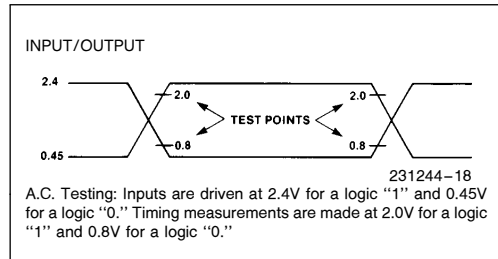 INPUT/OUTPUT
2.4
2.0
2.0
TEST POINTS
0.8
0.8
0.45
231244–18
A.C. Testing: Inputs are driven at 2.4V for a logic ‘‘1’’ and 0.45V
for a logic ‘‘0.’’ Timing measurements are made at 2.0V for a logic
‘‘1’’ and 0.8V for a logic ‘‘0.’’